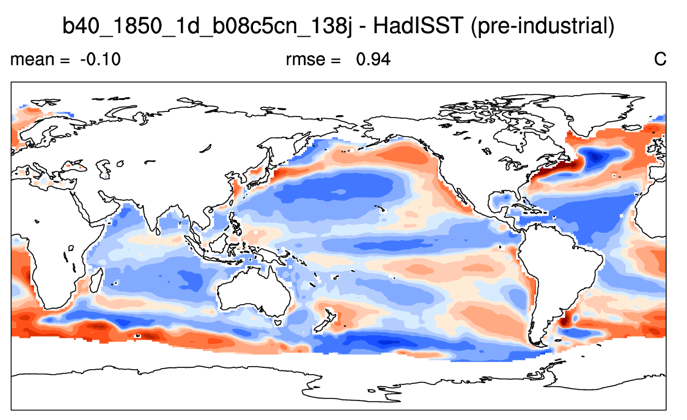 b40_1850_1d_b08c5cn_138j - HadISST (pre-industrial)
mean = -0.10 rmse = 0.94 C